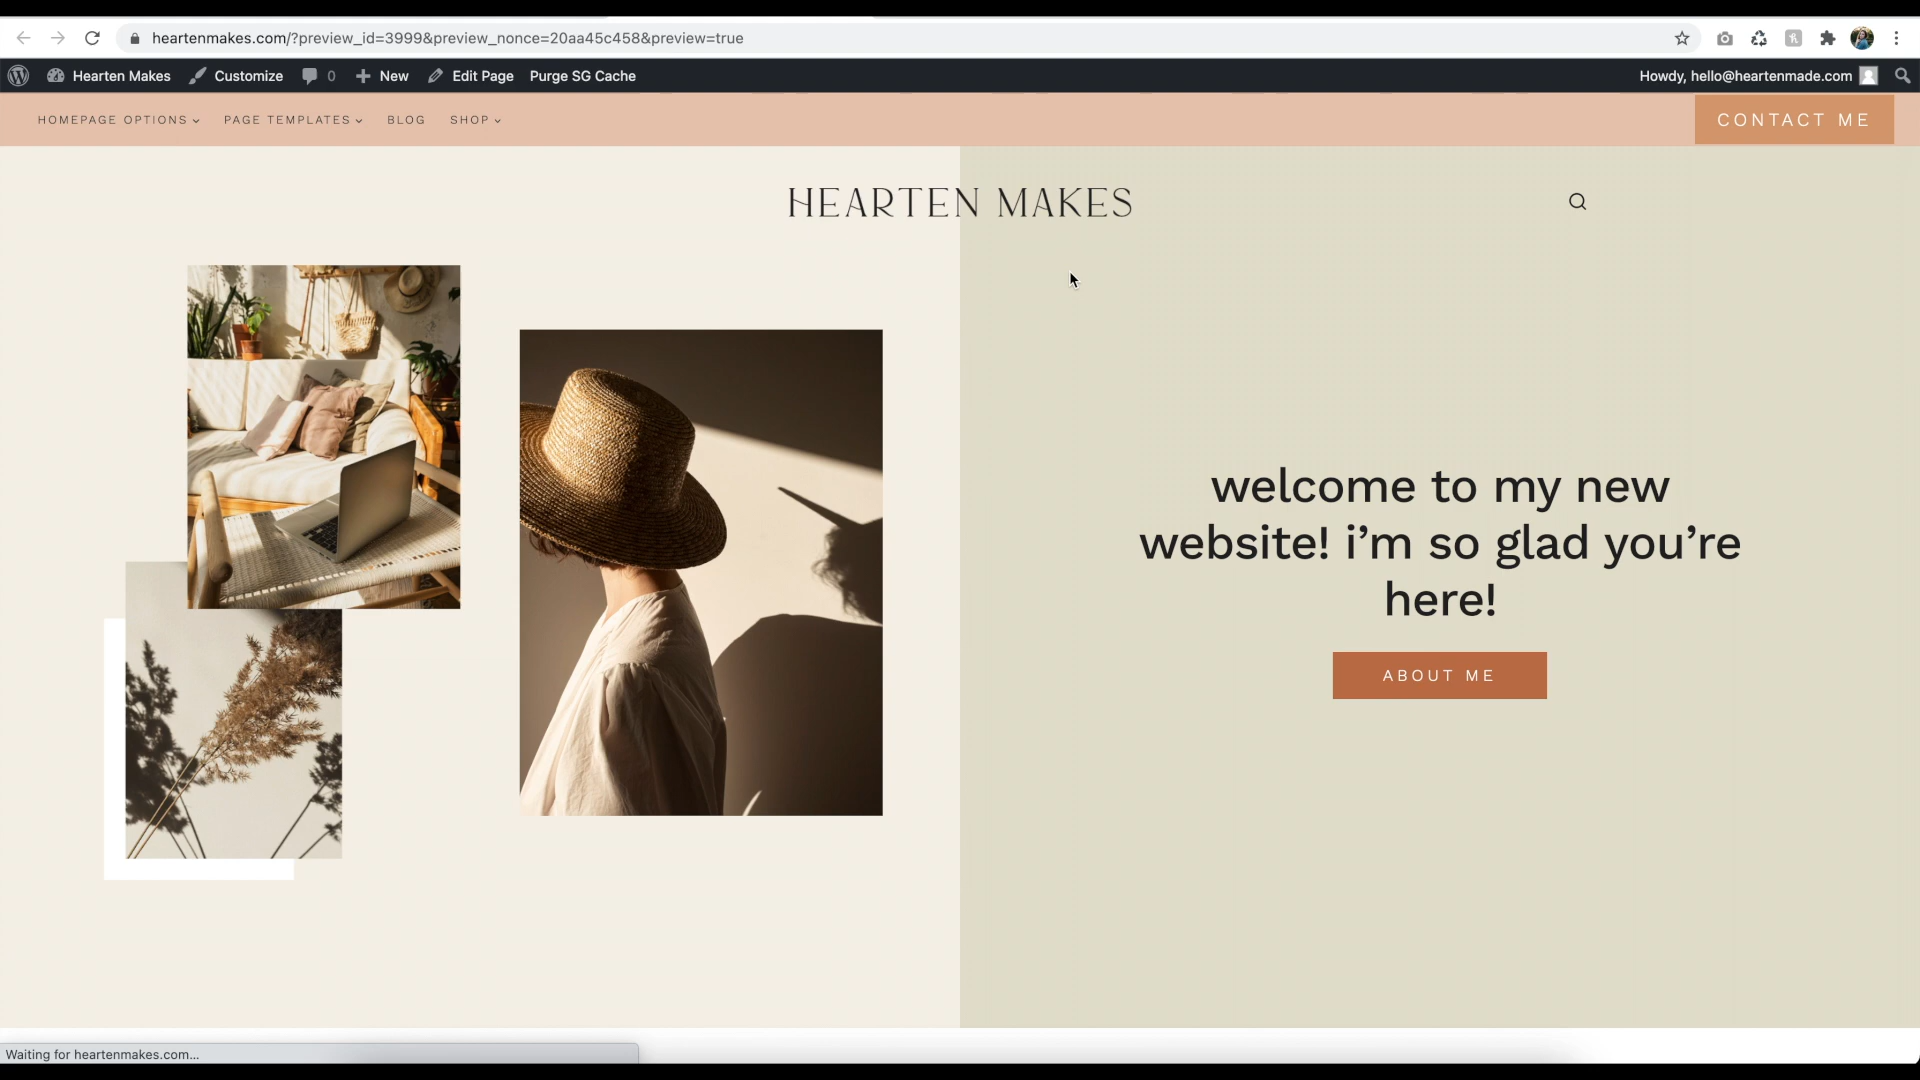 heartenmakes.com/?preview_id=3999&preview_nonce=20aa45c458&preview=true
Hearten Makes Customize 0 New Edit Page Purge SG Cache Howdy, hello@heartenmade.com
HOMEPAGE OPTIONS PAGE TEMPLATES BLOG SHOP CONTACT ME
HEARTEN MAKES
welcome to my new
website! i’m so glad you’re
here!
ABOUT ME
Waiting for heartenmakes.com...